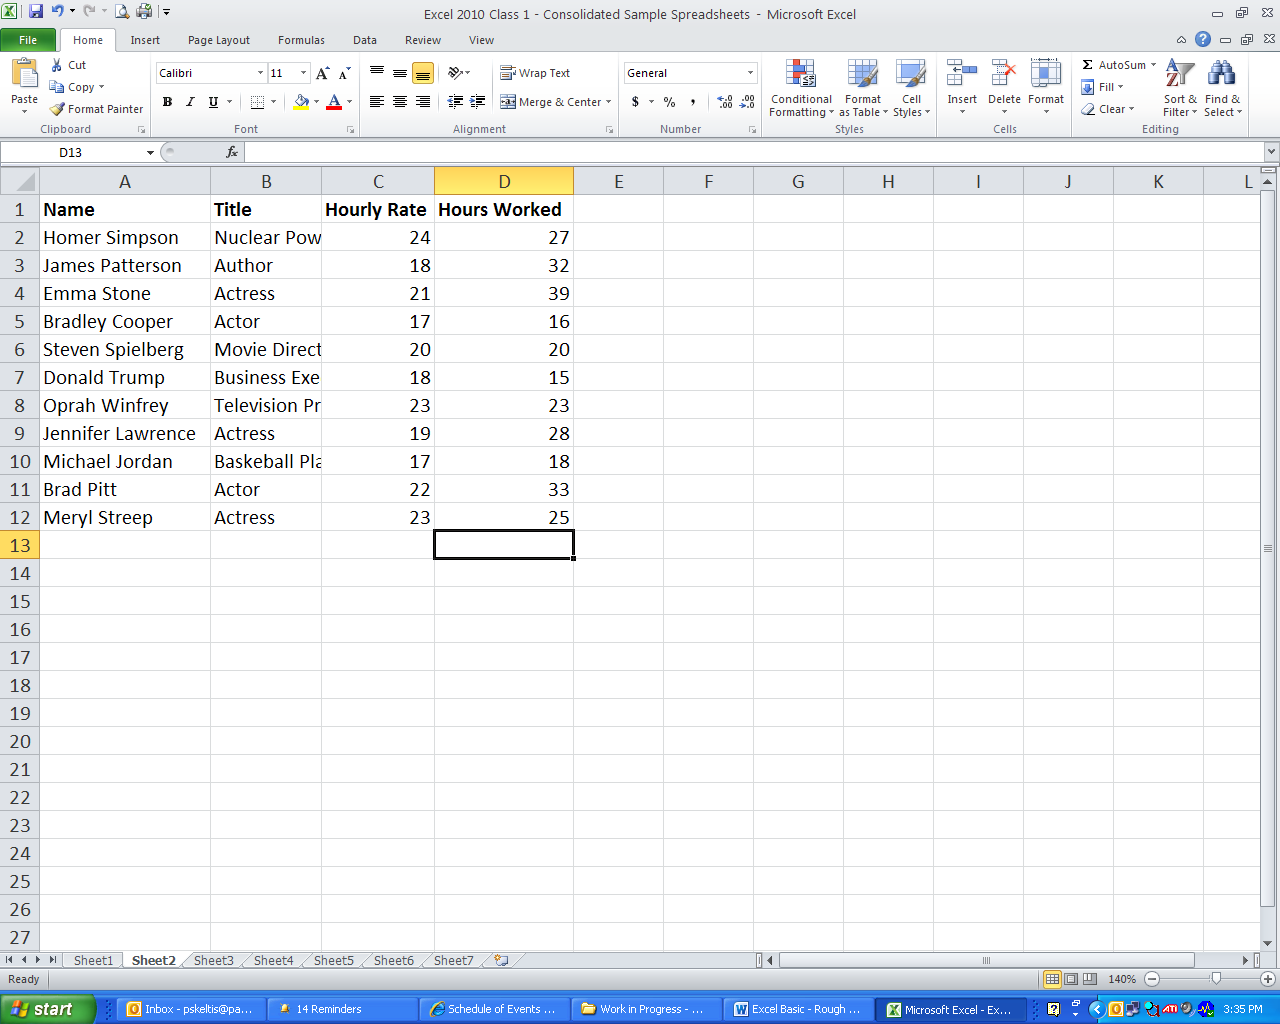 Excel 2010 Class 1 - Consolidated Sample Spreadsheets - Microsoft Excel
File Home Insert Page Layout Formulas Data Review View
Cut
Copy
Format Painter
Paste
Clipboard
Calibri 11
B I U
Font
Wrap Text
Merge & Center
Alignment
General
$ % ,
Number
Conditional Formatting
Format as Table
Cell Styles
Styles
Insert Delete Format
Cells
Σ AutoSum
Fill
Clear
Sort & Filter
Find & Select
Editing
D13 fx
A B C D E F G H I J K L
1 Name Title Hourly Rate Hours Worked
2 Homer Simpson Nuclear Pow 24 27
3 James Patterson Author 18 32
4 Emma Stone Actress 21 39
5 Bradley Cooper Actor 17 16
6 Steven Spielberg Movie Direct 20 20
7 Donald Trump Business Exe 18 15
8 Oprah Winfrey Television Pr 23 23
9 Jennifer Lawrence Actress 19 28
10 Michael Jordan Baskeball Pla 17 18
11 Brad Pitt Actor 22 33
12 Meryl Streep Actress 23 25
13
14
15
16
17
18
19
20
21
22
23
24
25
26
27
Sheet1 Sheet2 Sheet3 Sheet4 Sheet5 Sheet6 Sheet7
Ready 140%
start Inbox - pskeltis@pa... 14 Reminders Schedule of Events ... Work in Progress - ... Excel Basic - Rough ... Microsoft Excel - Ex... 3:35 PM